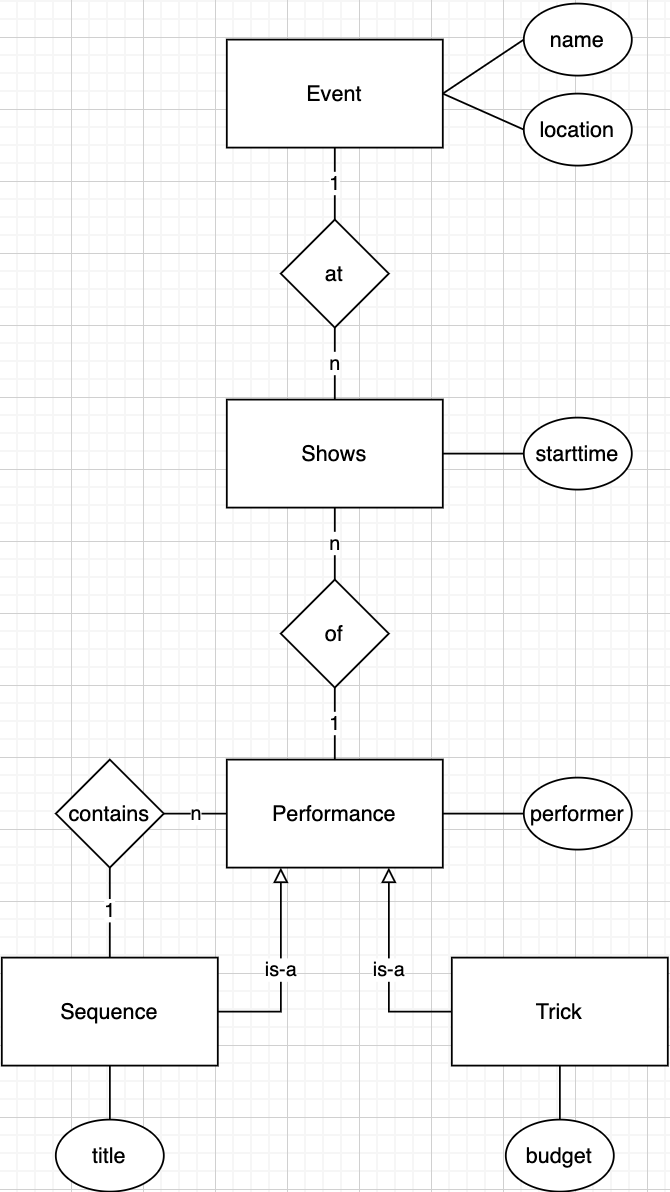 name
Event
location
1
at
n
Shows
starttime
n
of
1
contains
n
Performance
performer
1
is-a
is-a
Sequence
Trick
title
budget